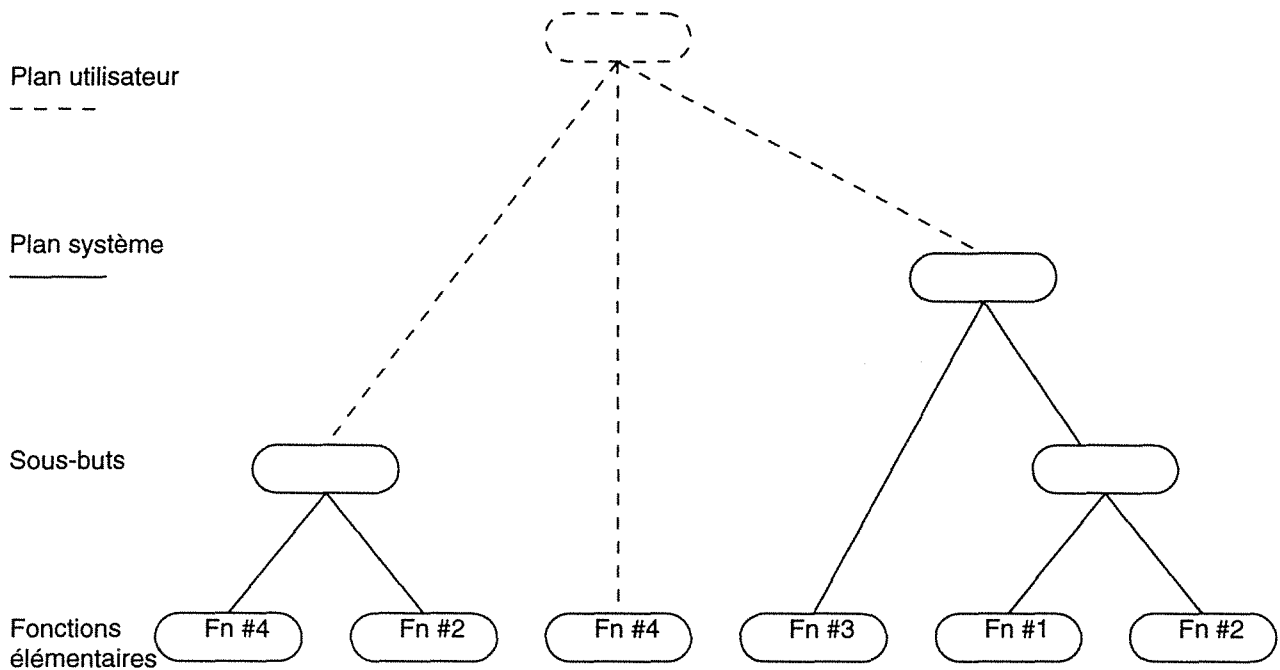 Plan utilisateur
Plan système
Sous-buts
Fonctions
élémentaires
Fn #4
Fn #2
Fn #4
Fn #3
Fn #1
Fn #2